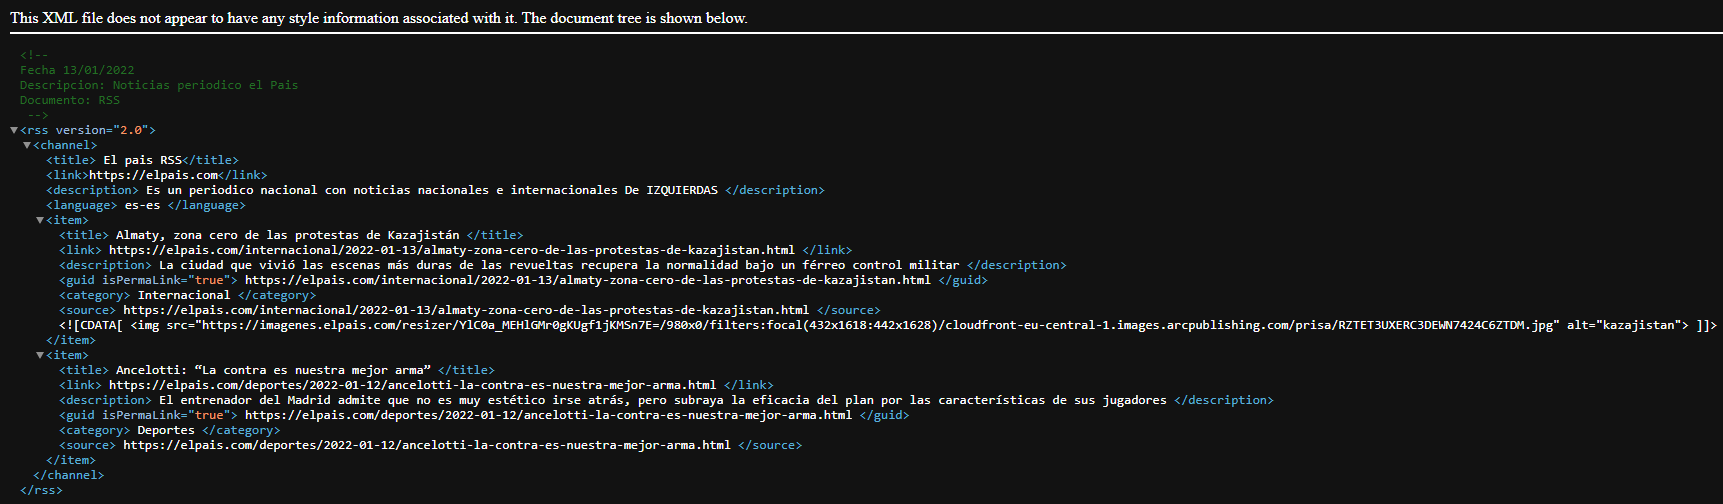 This XML file does not appear to have any style information associated with it. The document tree is shown below.
<!--
Fecha 13/01/2022
Descripcion: Noticias periodico el Pais
Documento: RSS
-->
▼<rss version="2.0">
▼<channel>
<title> El pais RSS</title>
<link>https://elpais.com</link>
<description> Es un periodico nacional con noticias nacionales e internacionales De IZQUIERDAS </description>
<language> es-es </language>
▼<item>
<title> Almaty, zona cero de las protestas de Kazajistán </title>
<link> https://elpais.com/internacional/2022-01-13/almaty-zona-cero-de-las-protestas-de-kazajistan.html </link>
<description> La ciudad que vivió las escenas más duras de las revueltas recupera la normalidad bajo un férreo control militar </description>
<guid isPermaLink="true"> https://elpais.com/internacional/2022-01-13/almaty-zona-cero-de-las-protestas-de-kazajistan.html </guid>
<category> Internacional </category>
<source> https://elpais.com/internacional/2022-01-13/almaty-zona-cero-de-las-protestas-de-kazajistan.html </source>
<![CDATA[ <img src="https://imagenes.elpais.com/resizer/YlC0a_MEHlGMr0gKUgf1jKMSn7E=/980x0/filters:focal(432x1618:442x1628)/cloudfront-eu-central-1.images.arcpublishing.com/prisa/RZTET3UXERC3DEWN7424C6ZTDM.jpg" alt="kazajistan"> ]]>
</item>
▼<item>
<title> Ancelotti: “La contra es nuestra mejor arma” </title>
<link> https://elpais.com/deportes/2022-01-12/ancelotti-la-contra-es-nuestra-mejor-arma.html </link>
<description> El entrenador del Madrid admite que no es muy estético irse atrás, pero subraya la eficacia del plan por las características de sus jugadores </description>
<guid isPermaLink="true"> https://elpais.com/deportes/2022-01-12/ancelotti-la-contra-es-nuestra-mejor-arma.html </guid>
<category> Deportes </category>
<source> https://elpais.com/deportes/2022-01-12/ancelotti-la-contra-es-nuestra-mejor-arma.html </source>
</item>
</channel>
</rss>